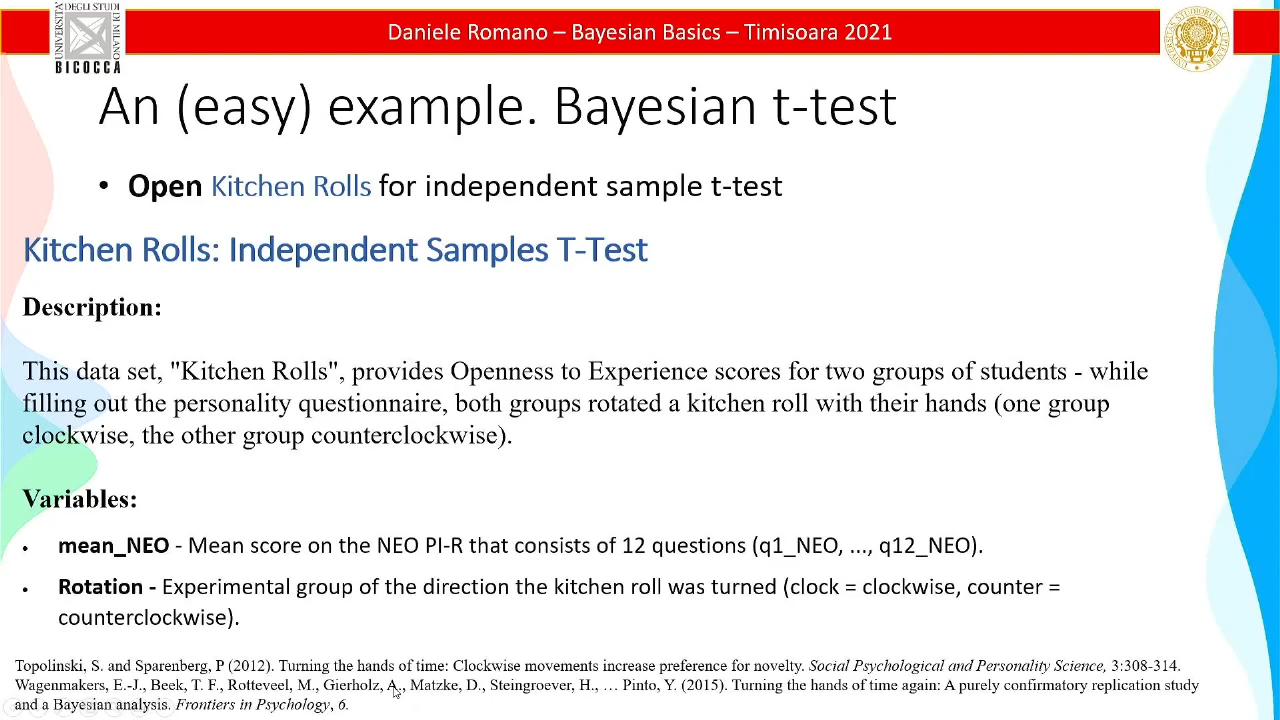 Daniele Romano – Bayesian Basics – Timisoara 2021
UNIVERSITÀ
DEGLI STUDI
DI MILANO
BICOCCA
An (easy) example. Bayesian t-test
• Open Kitchen Rolls for independent sample t-test
Kitchen Rolls: Independent Samples T-Test
Description:
This data set, "Kitchen Rolls", provides Openness to Experience scores for two groups of students - while
filling out the personality questionnaire, both groups rotated a kitchen roll with their hands (one group
clockwise, the other group counterclockwise).
Variables:
• mean_NEO - Mean score on the NEO PI-R that consists of 12 questions (q1_NEO, ..., q12_NEO).
• Rotation - Experimental group of the direction the kitchen roll was turned (clock = clockwise, counter =
counterclockwise).
Topolinski, S. and Sparenberg, P (2012). Turning the hands of time: Clockwise movements increase preference for novelty. Social Psychological and Personality Science, 3:308-314.
Wagenmakers, E.-J., Beek, T. F., Rotteveel, M., Gierholz, A., Matzke, D., Steingroever, H., … Pinto, Y. (2015). Turning the hands of time again: A purely confirmatory replication study
and a Bayesian analysis. Frontiers in Psychology, 6.